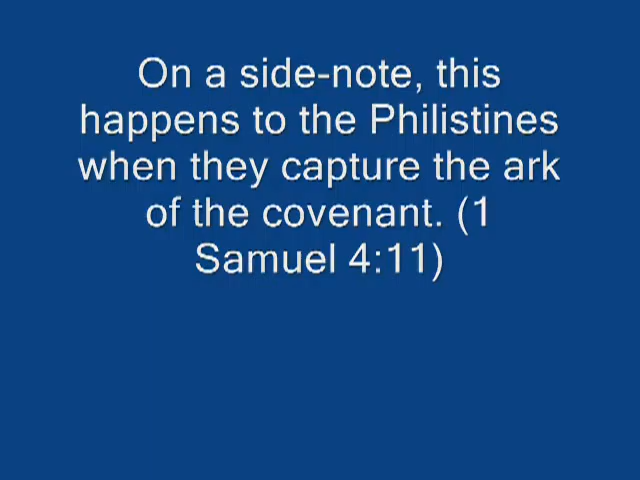 On a side-note, this
happens to the Philistines
when they capture the ark
of the covenant. (1
Samuel 4:11)